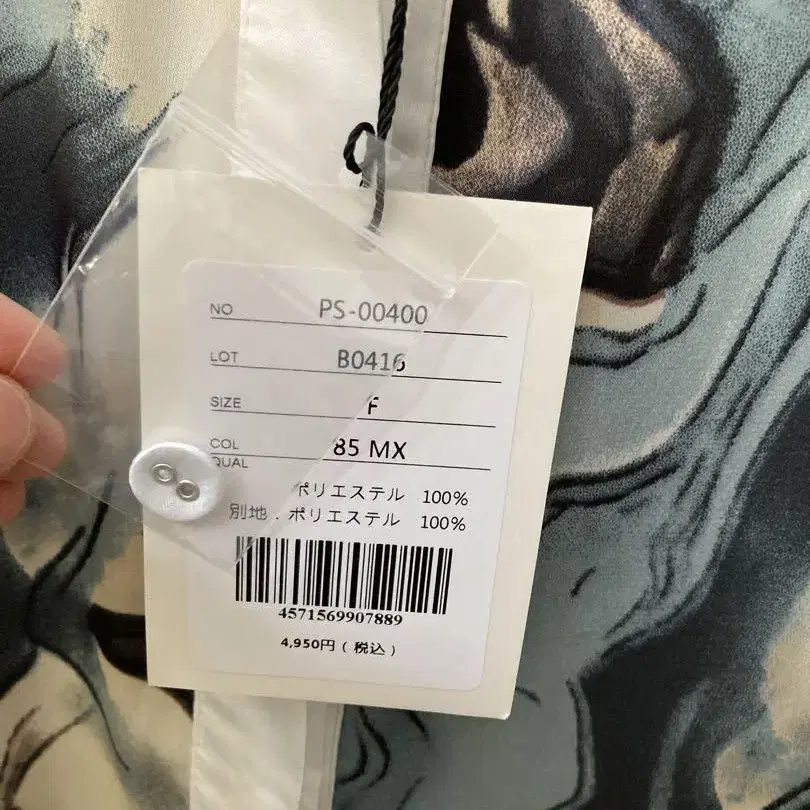 NO PS-00400
LOT B0416
SIZE F
COL 85 MX
QUAL
ポリエステル 100%
別地：ポリエステル 100%
4571569907889
4,950円(税込)